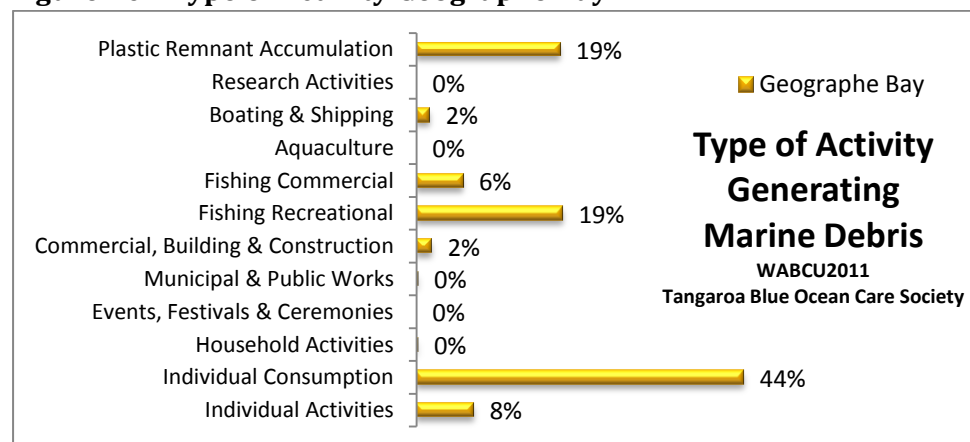 Plastic Remnant Accumulation 19%
Research Activities 0%
Boating & Shipping 2%
Aquaculture 0%
Fishing Commercial 6%
Fishing Recreational 19%
Commercial, Building & Construction 2%
Municipal & Public Works 0%
Events, Festivals & Ceremonies 0%
Household Activities 0%
Individual Consumption 44%
Individual Activities 8%
Geographe Bay
Type of Activity
Generating
Marine Debris
WABCU2011
Tangaroa Blue Ocean Care Society